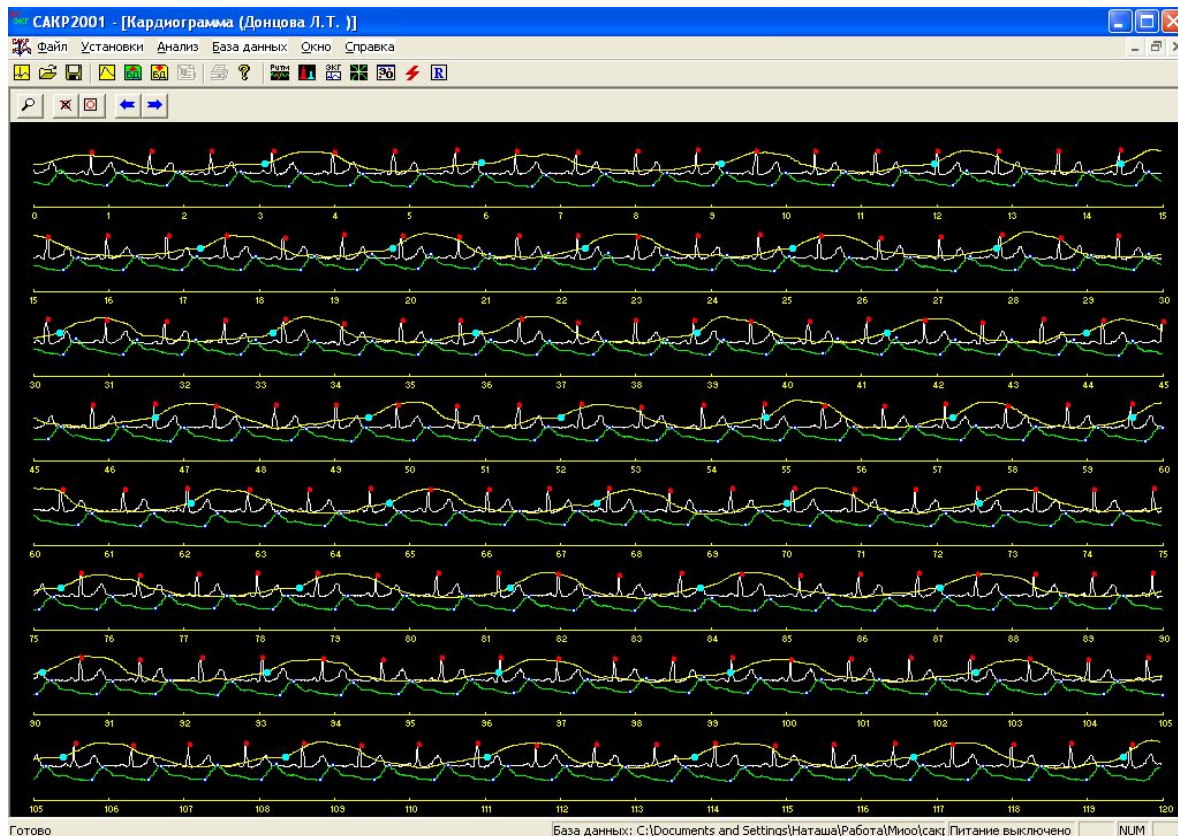 САКР2001 - [Кардиограмма (Донцова Л.Т. )]
Файл Установки Анализ База данных Окно Справка
0 1 2 3 4 5 6 7 8 9 10 11 12 13 14 15
15 16 17 18 19 20 21 22 23 24 25 26 27 28 29 30
30 31 32 33 34 35 36 37 38 39 40 41 42 43 44 45
45 46 47 48 49 50 51 52 53 54 55 56 57 58 59 60
60 61 62 63 64 65 66 67 68 69 70 71 72 73 74 75
75 76 77 78 79 80 81 82 83 84 85 86 87 88 89 90
90 91 92 93 94 95 96 97 98 99 100 101 102 103 104 105
105 106 107 108 109 110 111 112 113 114 115 116 117 118 119 120
Готово База данных: C:\Documents and Settings\Наташа\Работа\Миоо\сакр Питание выключено NUM